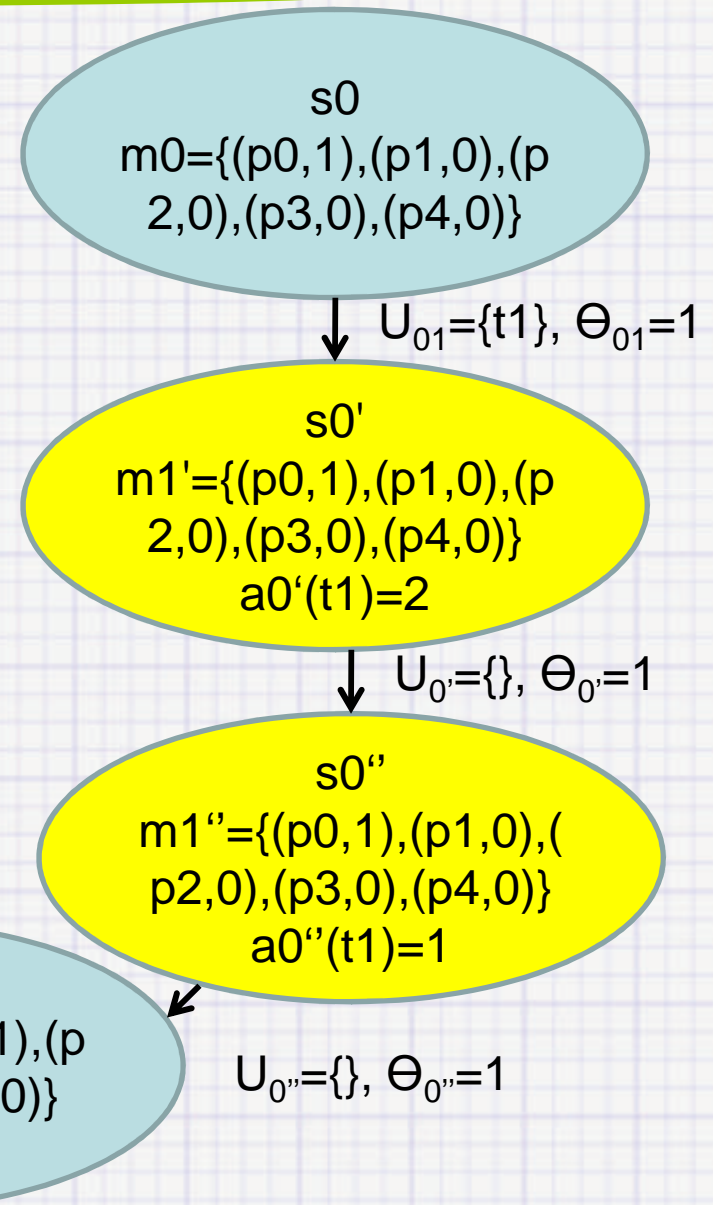 s0
m0={(p0,1),(p1,0),(p
2,0),(p3,0),(p4,0)}
U₀₁={t1}, ϴ₀₁=1
s0'
m1'={(p0,1),(p1,0),(p
2,0),(p3,0),(p4,0)}
a0‘(t1)=2
U₀’={}, ϴ₀’=1
s0‘’
m1‘’={(p0,1),(p1,0),(
p2,0),(p3,0),(p4,0)}
a0‘’(t1)=1
1),(p
0)}
U₀’’={}, ϴ₀’’=1